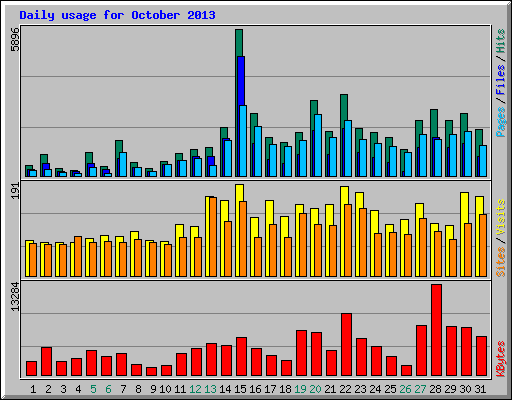 Daily usage for October 2013
5896
Pages / Files / Hits
191
Sites / Visits
13284
KBytes
1 2 3 4 5 6 7 8 9 10 11 12 13 14 15 16 17 18 19 20 21 22 23 24 25 26 27 28 29 30 31